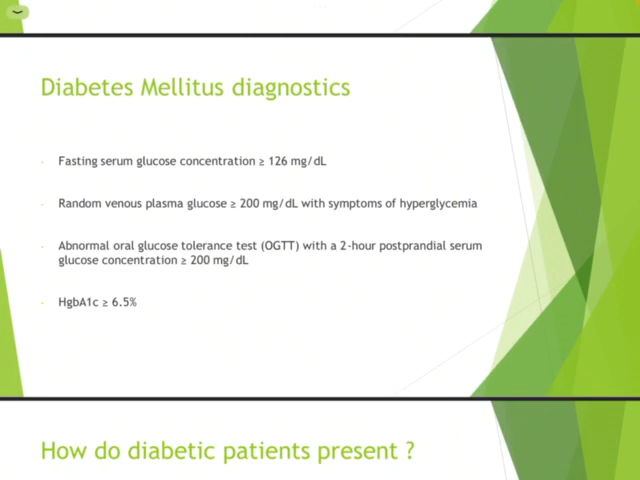 Diabetes Mellitus diagnostics
Fasting serum glucose concentration ≥ 126 mg/dL
Random venous plasma glucose ≥ 200 mg/dL with symptoms of hyperglycemia
Abnormal oral glucose tolerance test (OGTT) with a 2-hour postprandial serum
glucose concentration ≥ 200 mg/dL
HgbA1c ≥ 6.5%
How do diabetic patients present ?